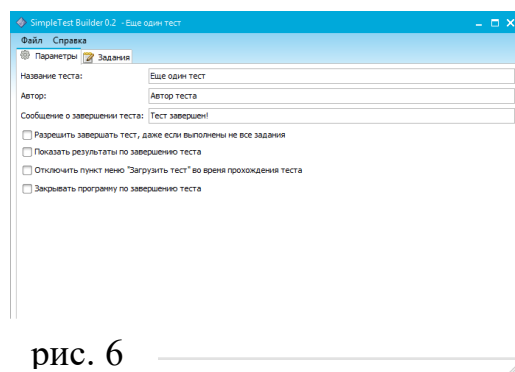 SimpleTest Builder 0.2 - Еще один тест
Файл Справка
Параметры Задания
Название теста: Еще один тест
Автор: Автор теста
Сообщение о завершении теста: Тест завершен!
Разрешить завершать тест, даже если выполнены не все задания
Показать результаты по завершению теста
Отключить пункт меню "Загрузить тест" во время прохождения теста
Закрывать программу по завершению теста
рис. 6